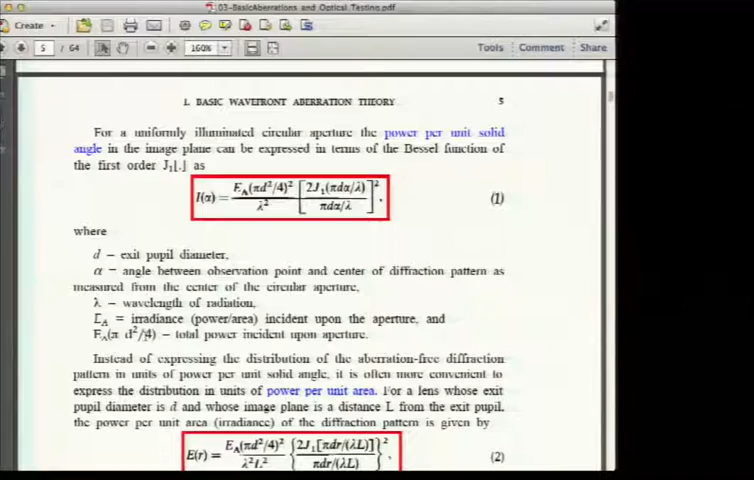 03-BasicAberrations and Optical Testing.pdf
Create
5 / 64
160%
Tools Comment Share
1. BASIC WAVEFRONT ABERRATION THEORY 5
For a uniformly illuminated circular aperture the power per unit solid
angle in the image plane can be expressed in terms of the Bessel function of
the first order J₁[.] as
I(α) = E_A(πd²/4)²/λ² [2J₁(πdα/λ)/πdα/λ]², (1)
where
d – exit pupil diameter,
α = angle between observation point and center of diffraction pattern as
measured from the center of the circular aperture,
λ – wavelength of radiation,
E_A = irradiance (power/area) incident upon the aperture, and
E_A(π d²/4) – total power incident upon aperture.
Instead of expressing the distribution of the aberration-free diffraction
pattern in units of power per unit solid angle, it is often more convenient to
express the distribution in units of power per unit area. For a lens whose exit
pupil diameter is d and whose image plane is a distance L from the exit pupil,
the power per unit area (irradiance) of the diffraction pattern is given by
E(r) = E_A(πd²/4)²/λ²L² {2J₁[πdr/(λL)]/πdr/(λL)}², (2)